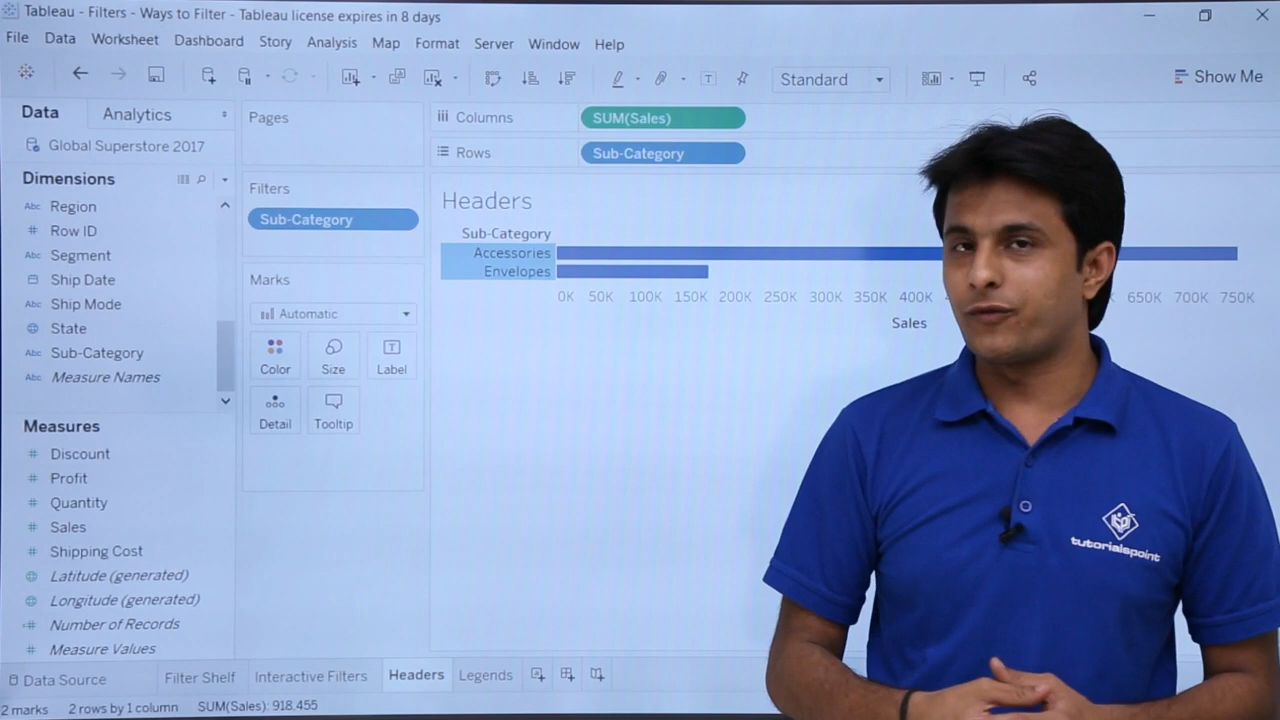 Tableau - Filters - Ways to Filter - Tableau license expires in 8 days
File Data Worksheet Dashboard Story Analysis Map Format Server Window Help
Standard
Show Me
Data
Analytics
Global Superstore 2017
Dimensions
Abc Region
# Row ID
Abc Segment
Ship Date
Abc Ship Mode
State
Abc Sub-Category
Abc Measure Names
Measures
# Discount
# Profit
# Quantity
# Sales
# Shipping Cost
Latitude (generated)
Longitude (generated)
=# Number of Records
# Measure Values
Pages
Filters
Sub-Category
Marks
Automatic
Color Size Label
Detail Tooltip
Columns SUM(Sales)
Rows Sub-Category
Headers
Sub-Category
Accessories
Envelopes
0K 50K 100K 150K 200K 250K 300K 350K 400K 650K 700K 750K
Sales
tutorialspoint
Data Source Filter Shelf Interactive Filters Headers Legends
2 marks 2 rows by 1 column SUM(Sales): 918.455